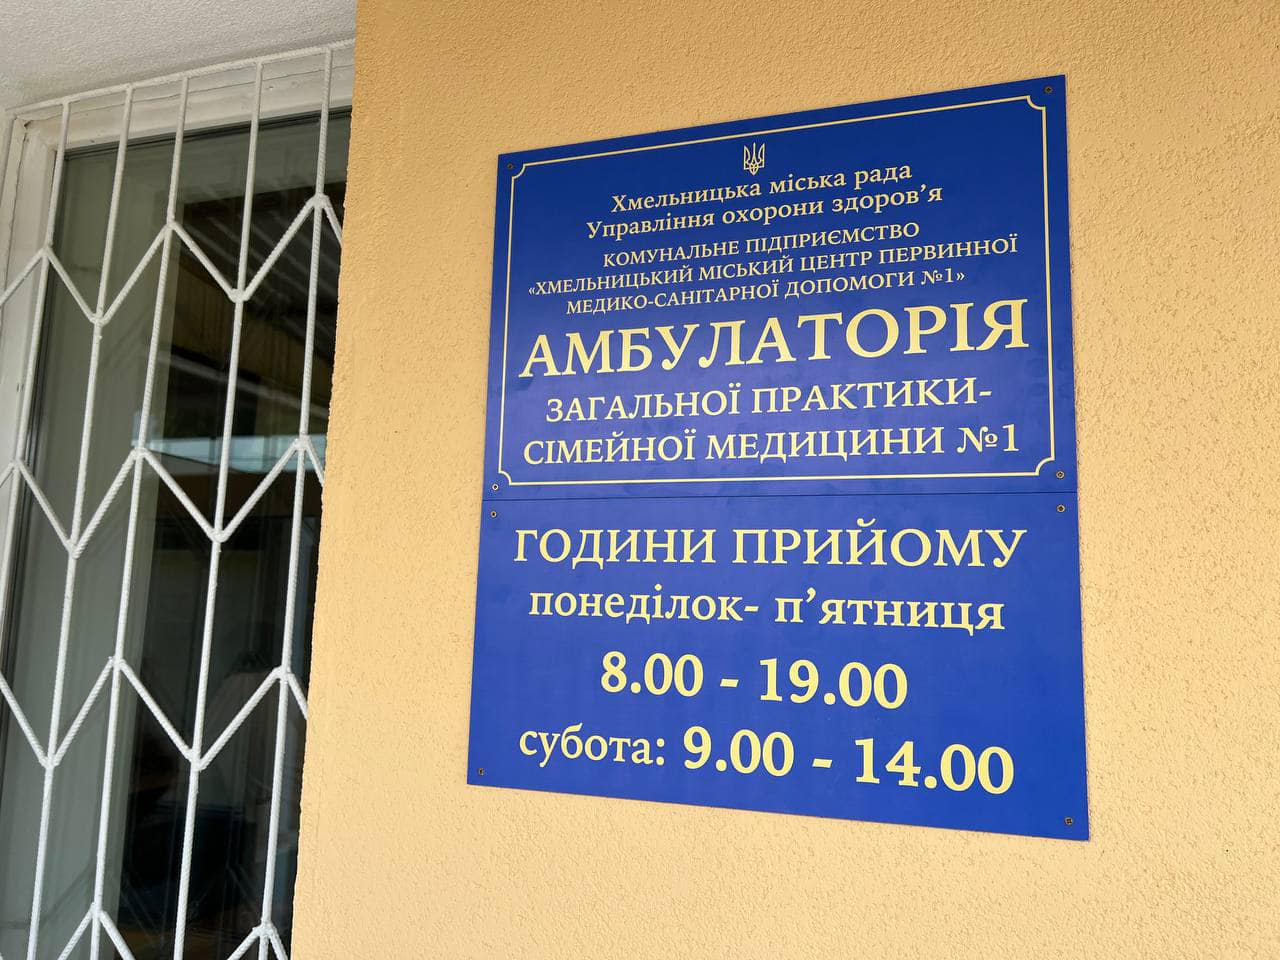 Хмельницька міська рада
Управління охорони здоров'я
КОМУНАЛЬНЕ ПІДПРИЄМСТВО
«ХМЕЛЬНИЦЬКИЙ МІСЬКИЙ ЦЕНТР ПЕРВИННОЇ
МЕДИКО-САНІТАРНОЇ ДОПОМОГИ №1»
АМБУЛАТОРІЯ
ЗАГАЛЬНОЇ ПРАКТИКИ-
СІМЕЙНОЇ МЕДИЦИНИ №1
ГОДИНИ ПРИЙОМУ
понеділок- п'ятниця
8.00 - 19.00
субота: 9.00 - 14.00